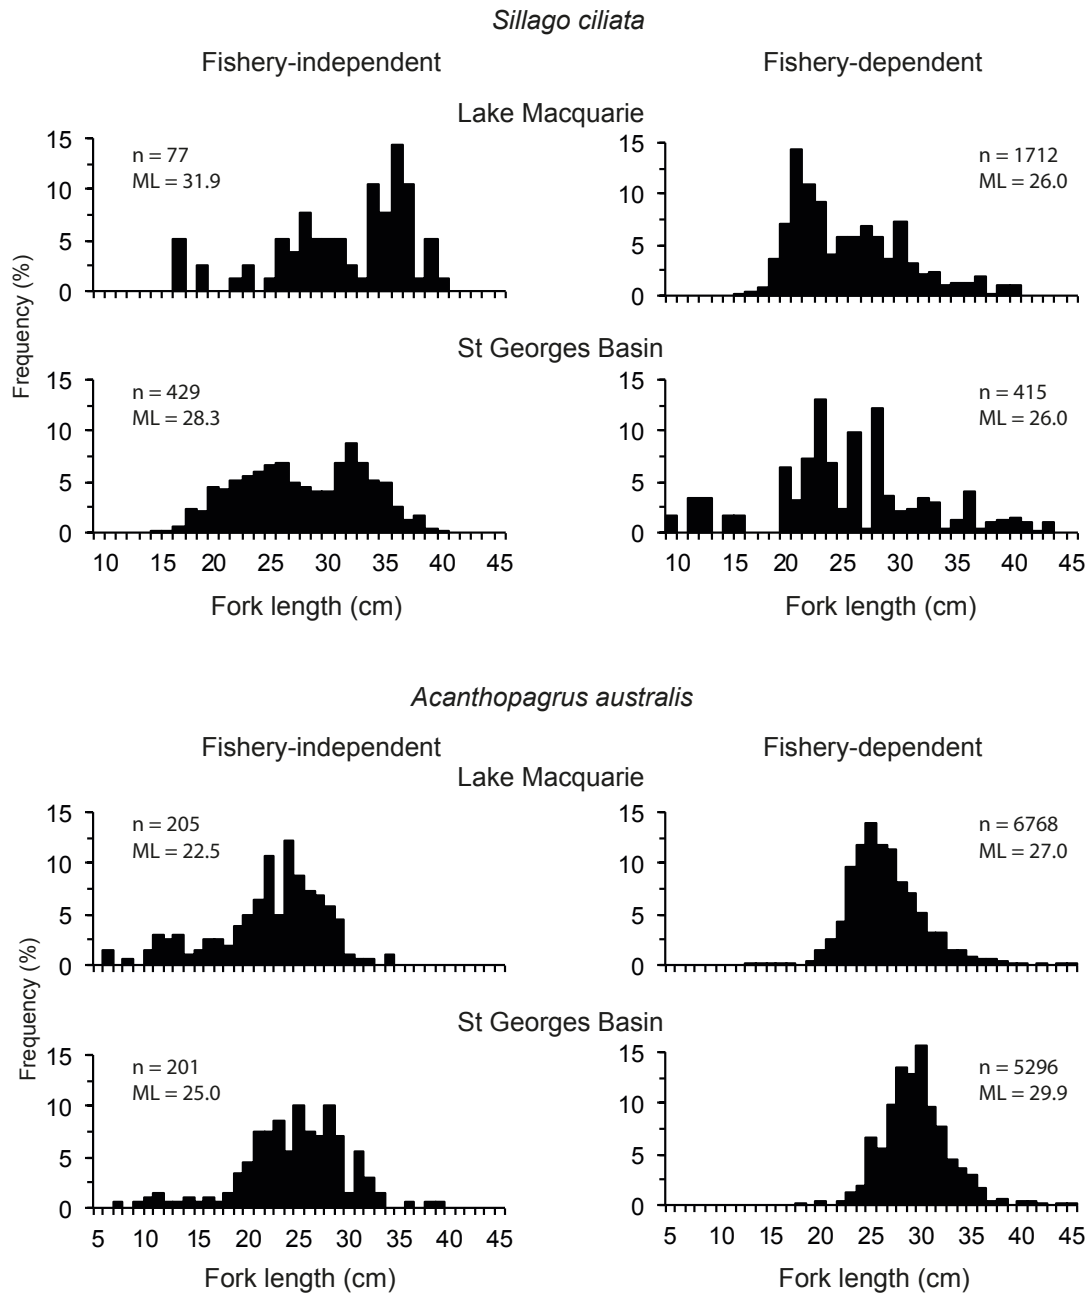 Sillago ciliata
Fishery-independent Fishery-dependent
Lake Macquarie
15 10 5 0
n = 77
ML = 31.9
15 10 5 0
n = 1712
ML = 26.0
Frequency (%)
St Georges Basin
15 10 5 0
n = 429
ML = 28.3
15 10 5 0
n = 415
ML = 26.0
10 15 20 25 30 35 40 45
10 15 20 25 30 35 40 45
Fork length (cm) Fork length (cm)
Acanthopagrus australis
Fishery-independent Fishery-dependent
Lake Macquarie
15 10 5 0
n = 205
ML = 22.5
15 10 5 0
n = 6768
ML = 27.0
Frequency (%)
St Georges Basin
15 10 5 0
n = 201
ML = 25.0
15 10 5 0
n = 5296
ML = 29.9
5 10 15 20 25 30 35 40 45
5 10 15 20 25 30 35 40 45
Fork length (cm) Fork length (cm)